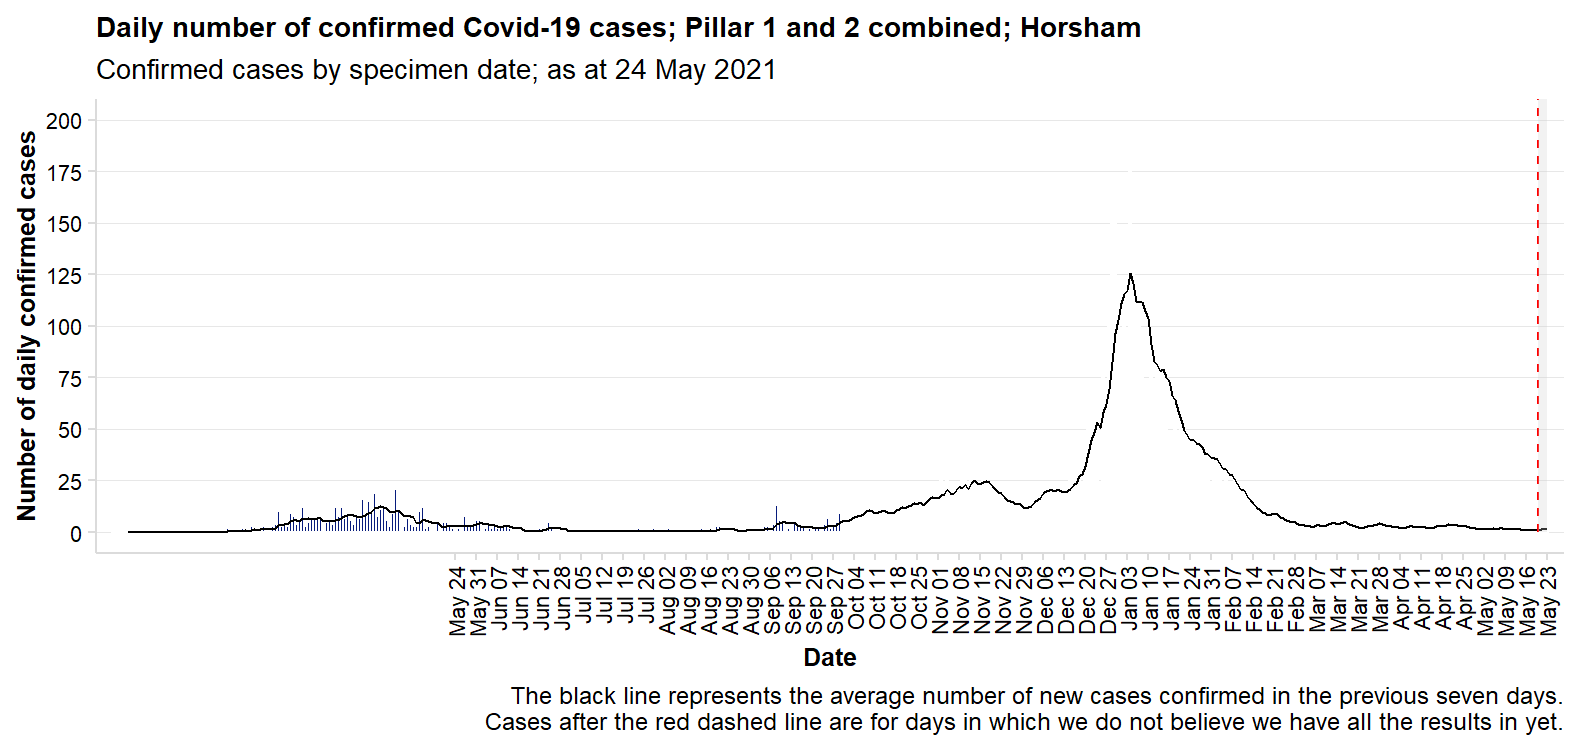 Daily number of confirmed Covid-19 cases; Pillar 1 and 2 combined; Horsham
Confirmed cases by specimen date; as at 24 May 2021
Number of daily confirmed cases
200
175
150
125
100
75
50
25
0
May 24
May 31
Jun 07
Jun 14
Jun 21
Jun 28
Jul 05
Jul 12
Jul 19
Jul 26
Aug 02
Aug 09
Aug 16
Aug 23
Aug 30
Sep 06
Sep 13
Sep 20
Sep 27
Oct 04
Oct 11
Oct 18
Oct 25
Nov 01
Nov 08
Nov 15
Nov 22
Nov 29
Dec 06
Dec 13
Dec 20
Dec 27
Jan 03
Jan 10
Jan 17
Jan 24
Jan 31
Feb 07
Feb 14
Feb 21
Feb 28
Mar 07
Mar 14
Mar 21
Mar 28
Apr 04
Apr 11
Apr 18
Apr 25
May 02
May 09
May 16
May 23
Date
The black line represents the average number of new cases confirmed in the previous seven days.
Cases after the red dashed line are for days in which we do not believe we have all the results in yet.